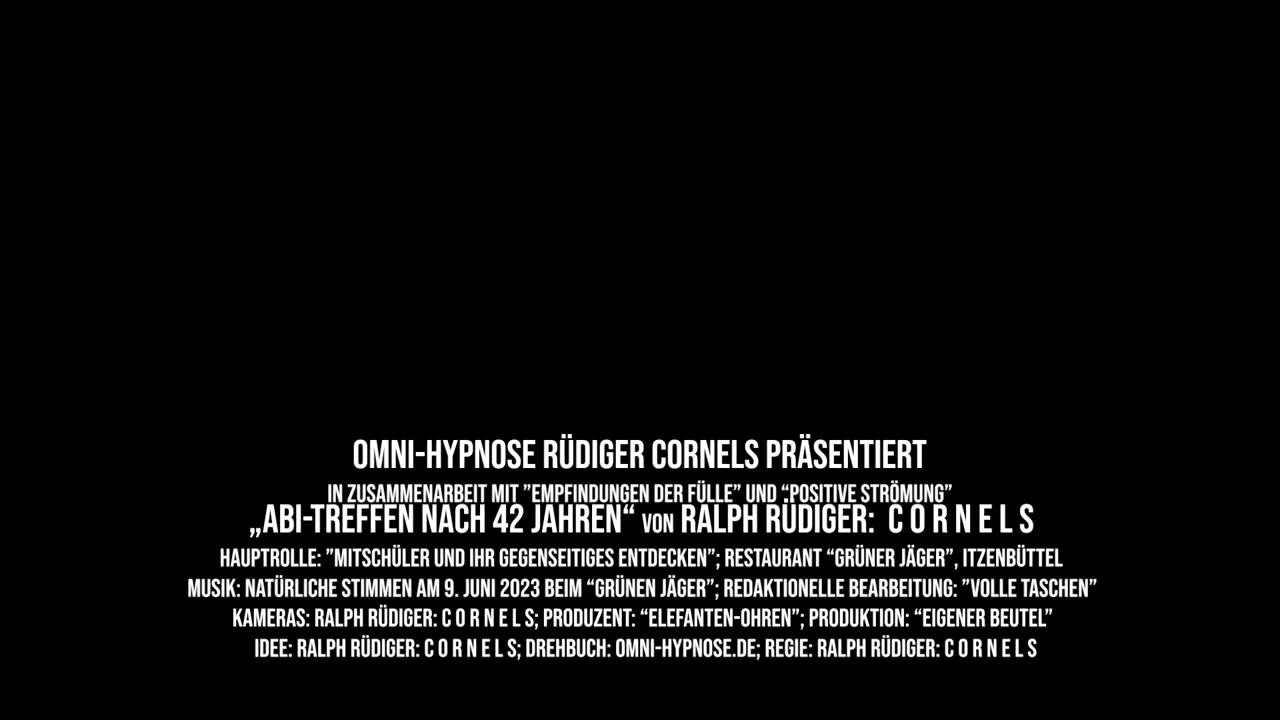 OMNI-HYPNOSE RÜDIGER CORNELS PRÄSENTIERT
IN ZUSAMMENARBEIT MIT ”EMPFINDUNGEN DER FÜLLE” UND “POSITIVE STRÖMUNG”
„ABI-TREFFEN NACH 42 JAHREN“ VON RALPH RÜDIGER: C O R N E L S
HAUPTROLLE: ”MITSCHÜLER UND IHR GEGENSEITIGES ENTDECKEN”; RESTAURANT “GRÜNER JÄGER”, ITZENBÜTTEL
MUSIK: NATÜRLICHE STIMMEN AM 9. JUNI 2023 BEIM “GRÜNEN JÄGER”; REDAKTIONELLE BEARBEITUNG: ”VOLLE TASCHEN”
KAMERAS: RALPH RÜDIGER: C O R N E L S; PRODUZENT: “ELEFANTEN-OHREN”; PRODUKTION: “EIGENER BEUTEL”
IDEE: RALPH RÜDIGER: C O R N E L S; DREHBUCH: OMNI-HYPNOSE.DE; REGIE: RALPH RÜDIGER: C O R N E L S